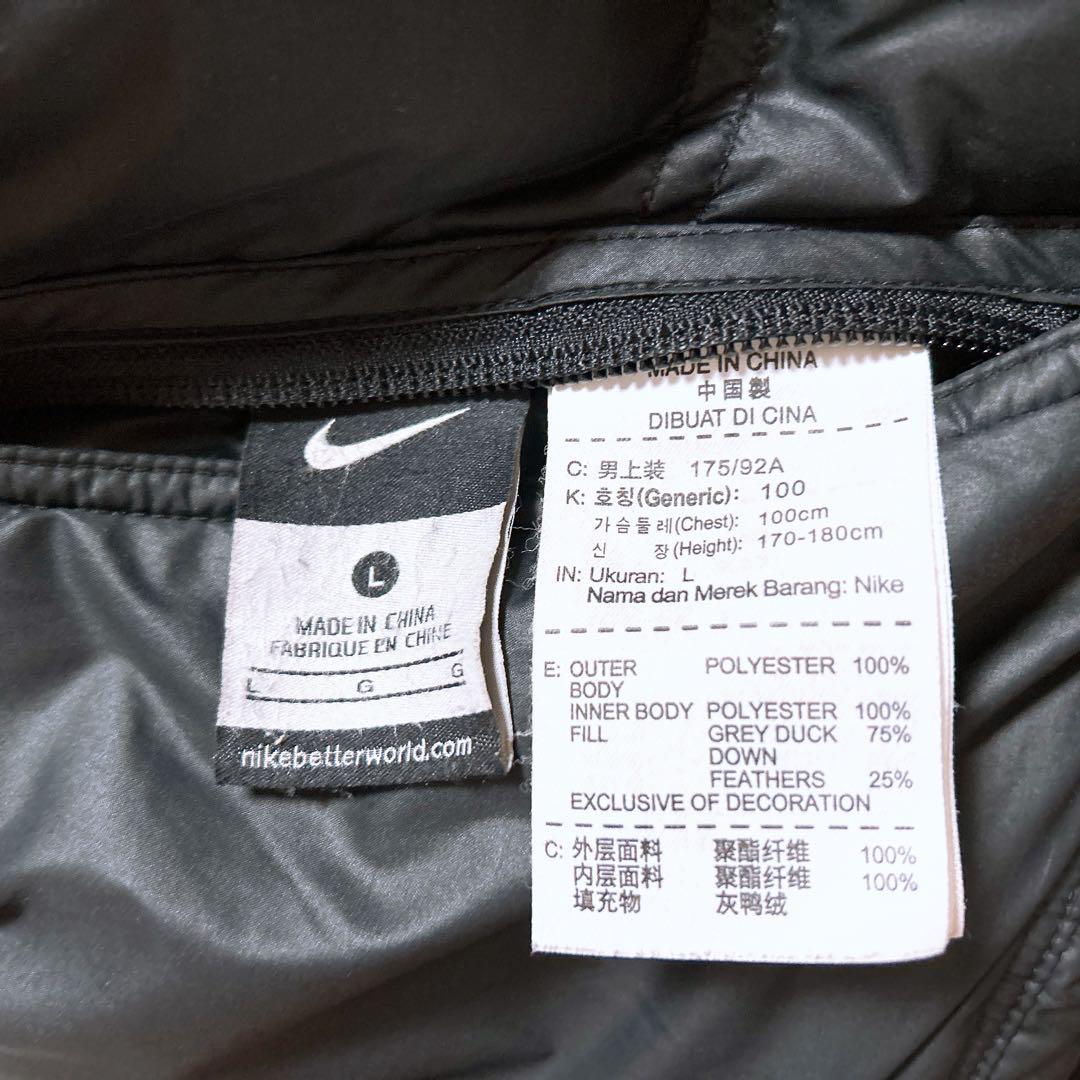 L
MADE IN CHINA
FABRIQUE EN CHINE
L G G
nikebetterworld.com
MADE IN CHINA
中国製
DIBUAT DI CINA
C: 男上装 175/92A
K: 호칭(Generic): 100
가슴둘레(Chest): 100cm
신 장(Height): 170-180cm
IN: Ukuran: L
Nama dan Merek Barang: Nike
E: OUTER POLYESTER 100%
BODY
INNER BODY POLYESTER 100%
FILL GREY DUCK 75%
DOWN
FEATHERS 25%
EXCLUSIVE OF DECORATION
C: 外层面料 聚酯纤维 100%
内层面料 聚酯纤维 100%
填充物 灰鸭绒